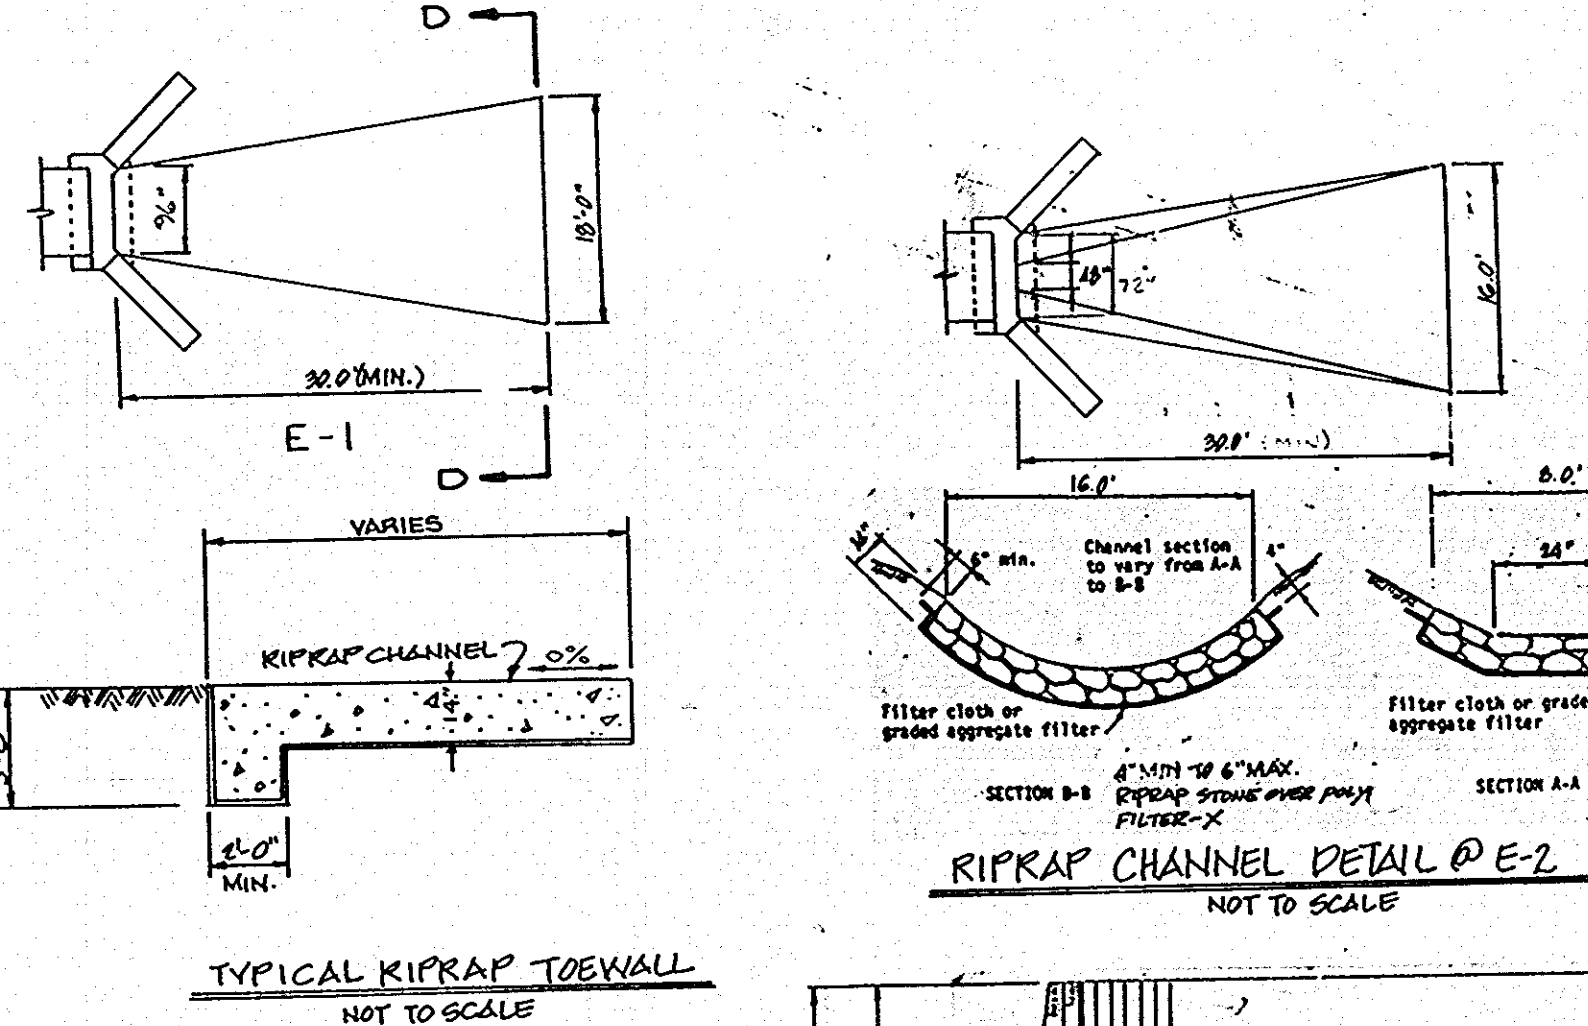 D
96"
18'-0"
30.0'(MIN.)
E-1
D
48"
72"
16.0'
30.0' (MIN)
VARIES
RIPRAP CHANNEL
0%
2'-0"
MIN.
TYPICAL RIPRAP TOEWALL
NOT TO SCALE
16.0'
6" min.
Channel section
to vary from A-A
to B-B
4"
Filter cloth or
graded aggregate filter
SECTION B-B
4" MIN TO 6" MAX.
RIPRAP STONE OVER POLY
FILTER-X
8.0'
24"
Filter cloth or grade
aggregate filter
SECTION A-A
RIPRAP CHANNEL DETAIL @ E-2
NOT TO SCALE